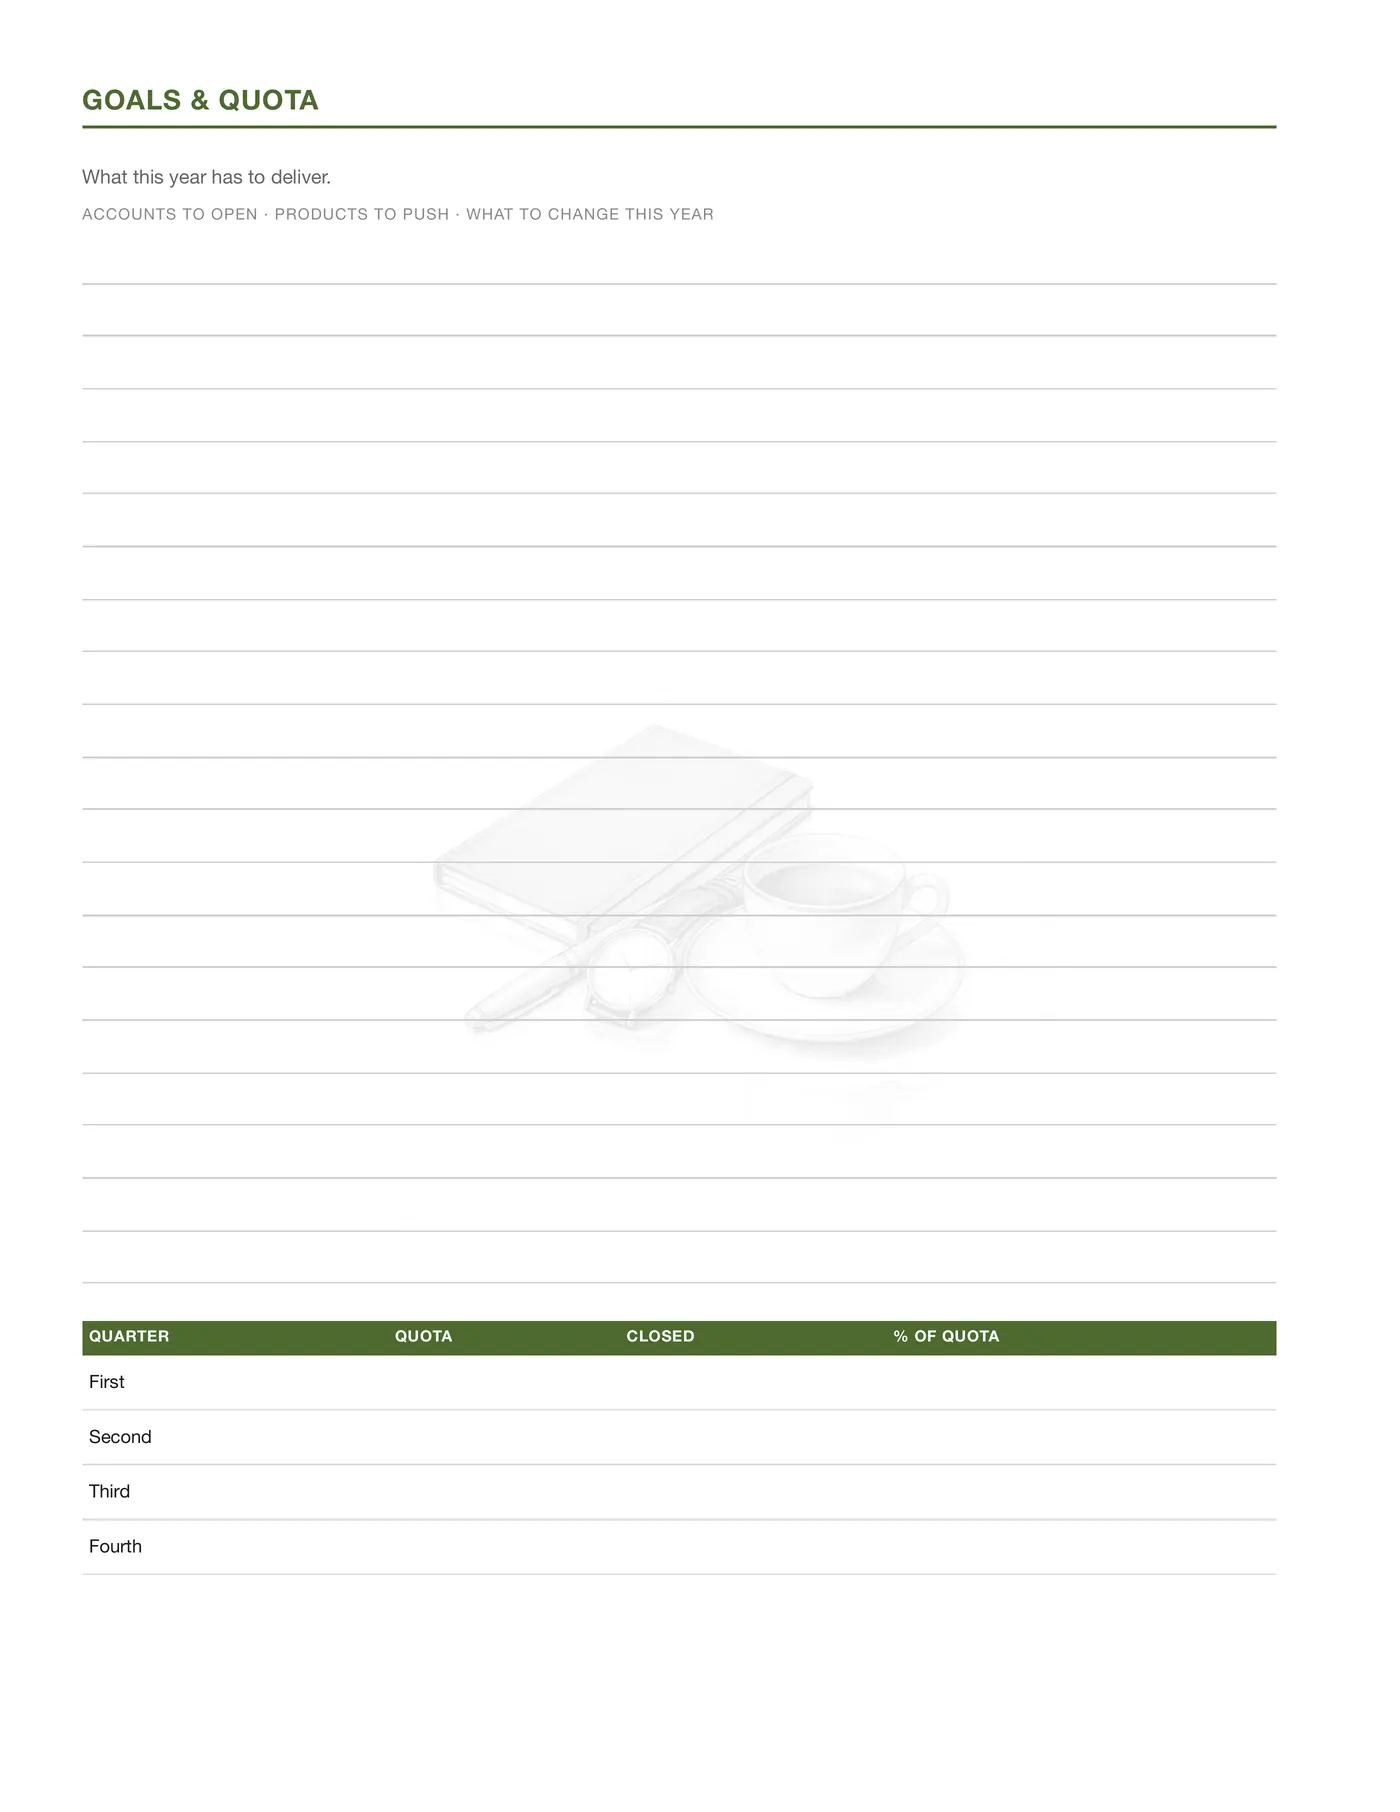 GOALS & QUOTA
What this year has to deliver.
ACCOUNTS TO OPEN · PRODUCTS TO PUSH · WHAT TO CHANGE THIS YEAR
QUARTER QUOTA CLOSED % OF QUOTA
First
Second
Third
Fourth